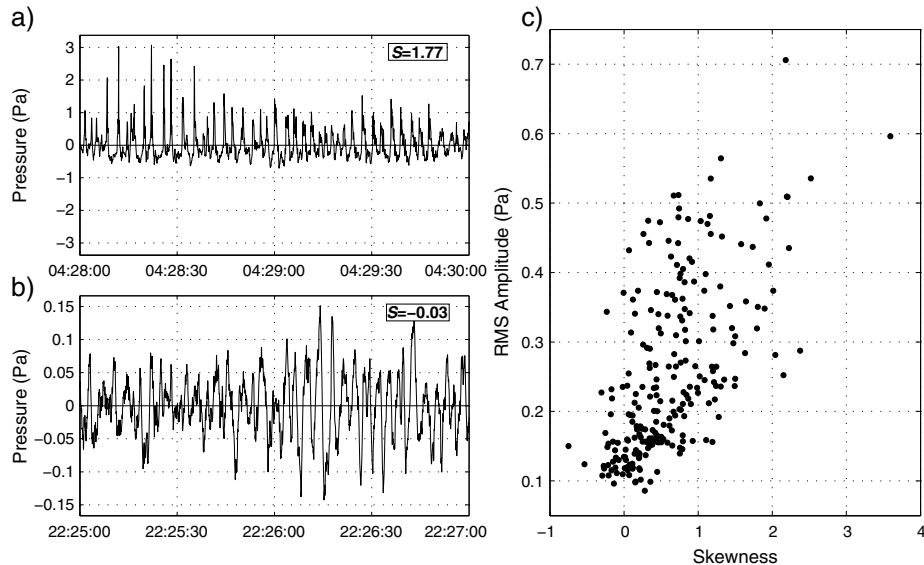 a)
S=1.77
Pressure (Pa)
3
2
1
0
−1
−2
−3
04:28:00 04:28:30 04:29:00 04:29:30 04:30:00
b)
S=−0.03
Pressure (Pa)
0.15
0.1
0.05
0
−0.05
−0.1
−0.15
22:25:00 22:25:30 22:26:00 22:26:30 22:27:00
c)
RMS Amplitude (Pa)
0.7
0.6
0.5
0.4
0.3
0.2
0.1
−1 0 1 2 3 4
Skewness